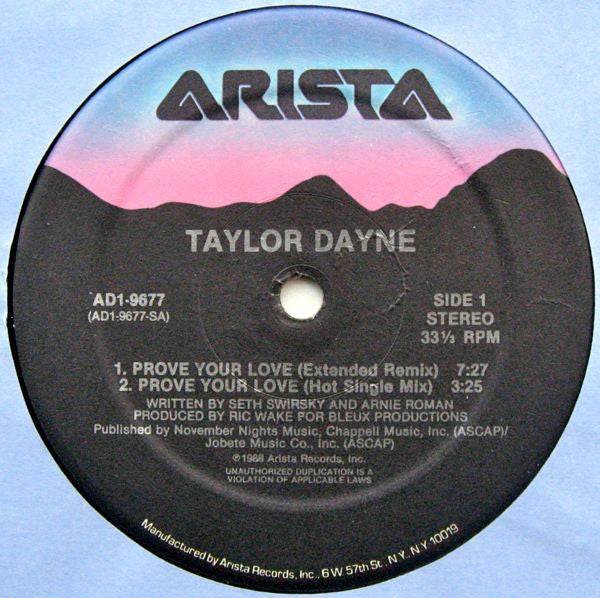 ARISTA
TAYLOR DAYNE
AD1-9677
(AD1-9677-SA)
SIDE 1
STEREO
33⅓ RPM
1. PROVE YOUR LOVE (Extended Remix) 7:27
2. PROVE YOUR LOVE (Hot Single Mix) 3:25
WRITTEN BY SETH SWIRSKY AND ARNIE ROMAN
PRODUCED BY RIC WAKE FOR BLEUX PRODUCTIONS
Published by November Nights Music, Chappell Music, Inc. (ASCAP)/
Jobete Music Co., Inc. (ASCAP)
℗1988 Arista Records, Inc.
UNAUTHORIZED DUPLICATION IS A
VIOLATION OF APPLICABLE LAWS
Manufactured by Arista Records, Inc., 6 W 57th St., N.Y., N.Y 10019